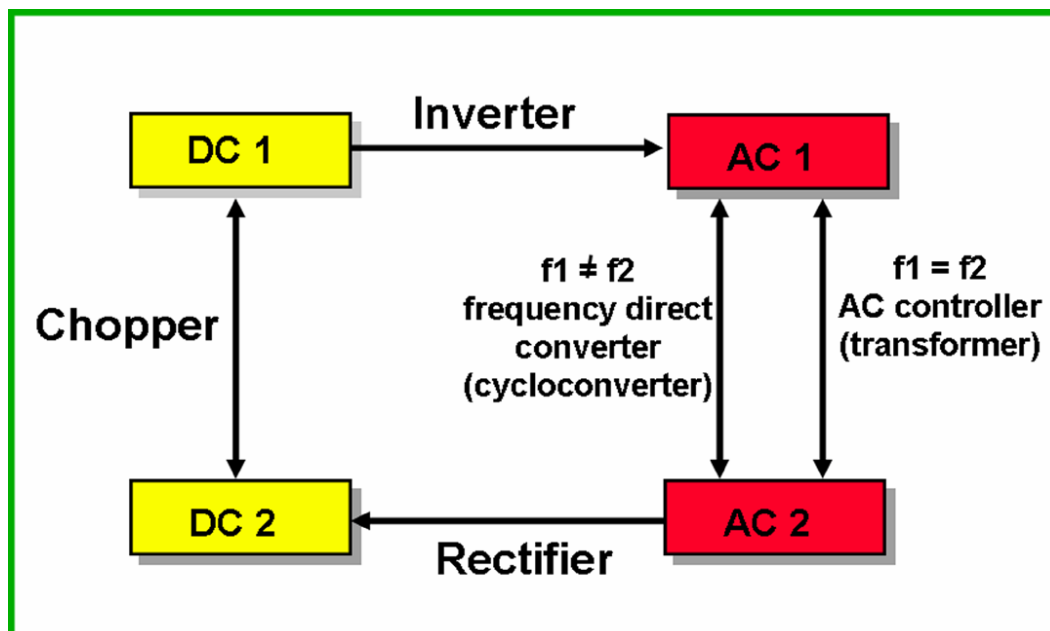 Inverter
DC 1
AC 1
f1 ≠ f2
frequency direct
converter
(cycloconverter)
f1 = f2
AC controller
(transformer)
Chopper
DC 2
AC 2
Rectifier